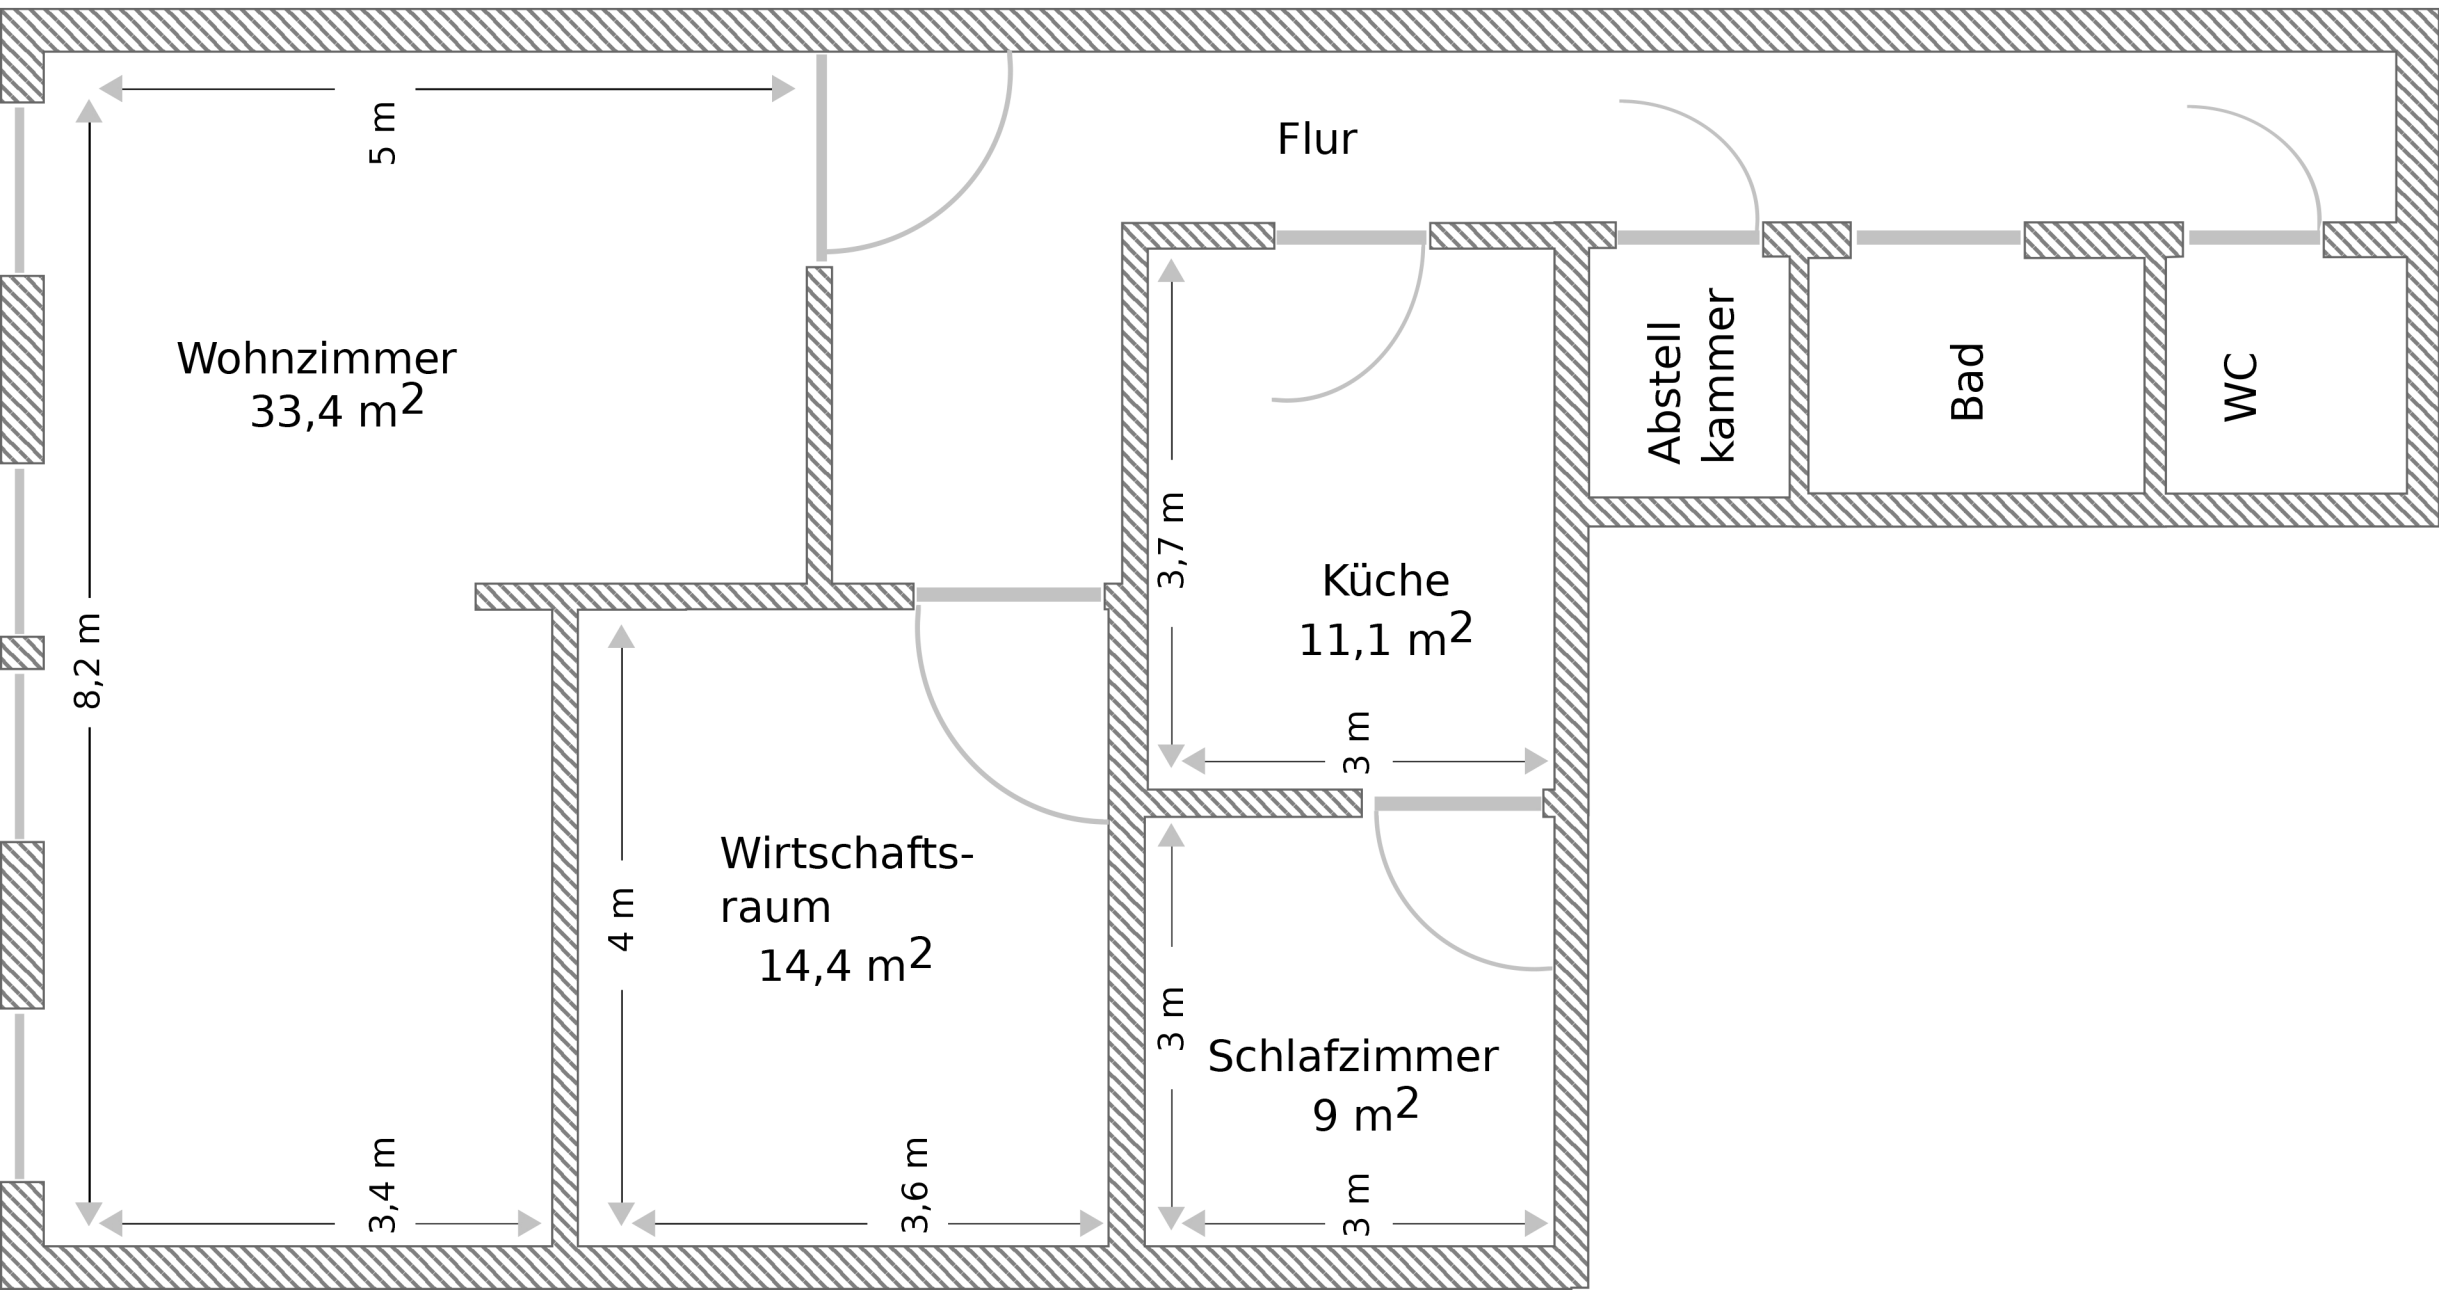 5 m
Flur
Wohnzimmer
33,4 m²
Abstell
kammer
Bad
WC
3,7 m
Küche
11,1 m²
8,2 m
3 m
Wirtschafts-
raum
14,4 m²
4 m
3 m
Schlafzimmer
9 m²
3,4 m
3,6 m
3 m